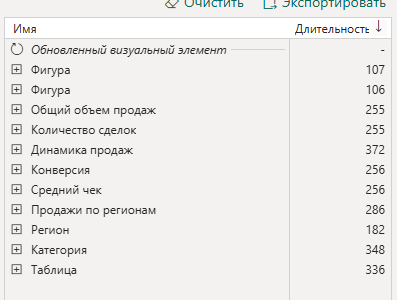 Очистить Экспортировать
Имя Длительность
Обновленный визуальный элемент -
Фигура 107
Фигура 106
Общий объем продаж 255
Количество сделок 255
Динамика продаж 372
Конверсия 256
Средний чек 256
Продажи по регионам 286
Регион 182
Категория 348
Таблица 336